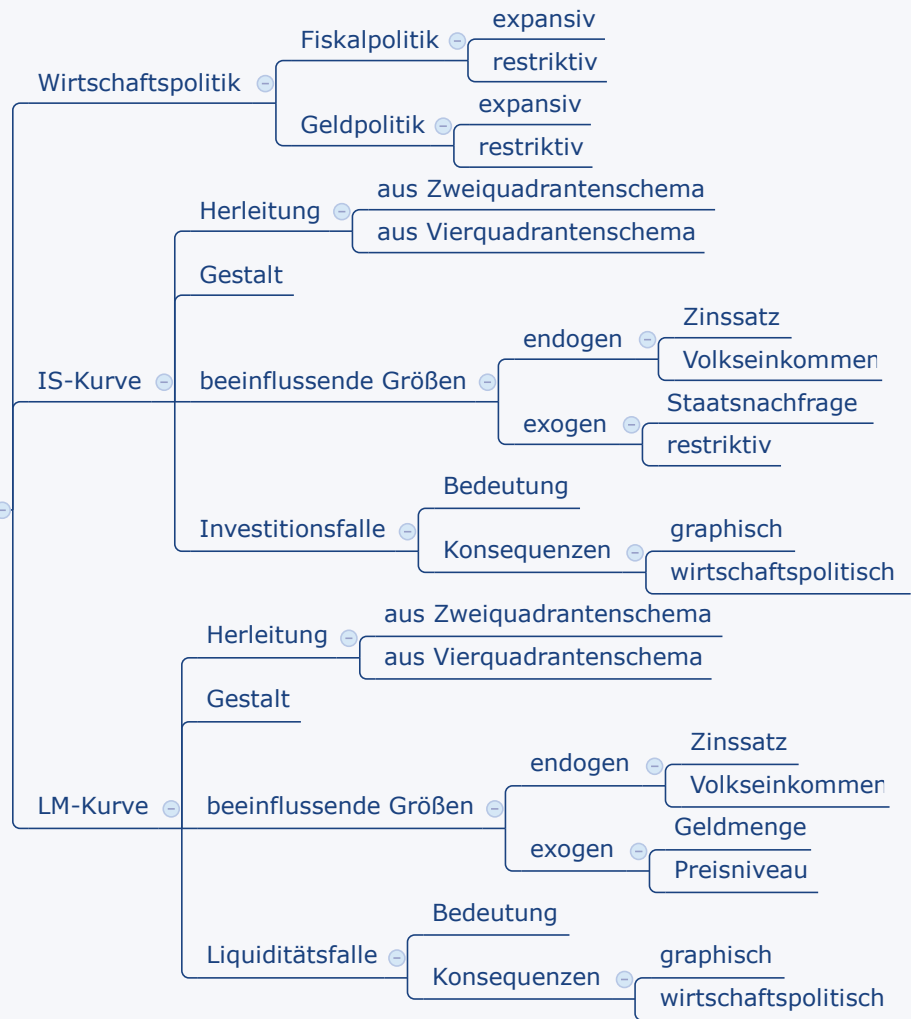 Wirtschaftspolitik
Fiskalpolitik
expansiv
restriktiv
Geldpolitik
expansiv
restriktiv
IS-Kurve
Herleitung
aus Zweiquadrantenschema
aus Vierquadrantenschema
Gestalt
beeinflussende Größen
endogen
Zinssatz
Volkseinkommen
exogen
Staatsnachfrage
restriktiv
Investitionsfalle
Bedeutung
Konsequenzen
graphisch
wirtschaftspolitisch
LM-Kurve
Herleitung
aus Zweiquadrantenschema
aus Vierquadrantenschema
Gestalt
beeinflussende Größen
endogen
Zinssatz
Volkseinkommen
exogen
Geldmenge
Preisniveau
Liquiditätsfalle
Bedeutung
Konsequenzen
graphisch
wirtschaftspolitisch